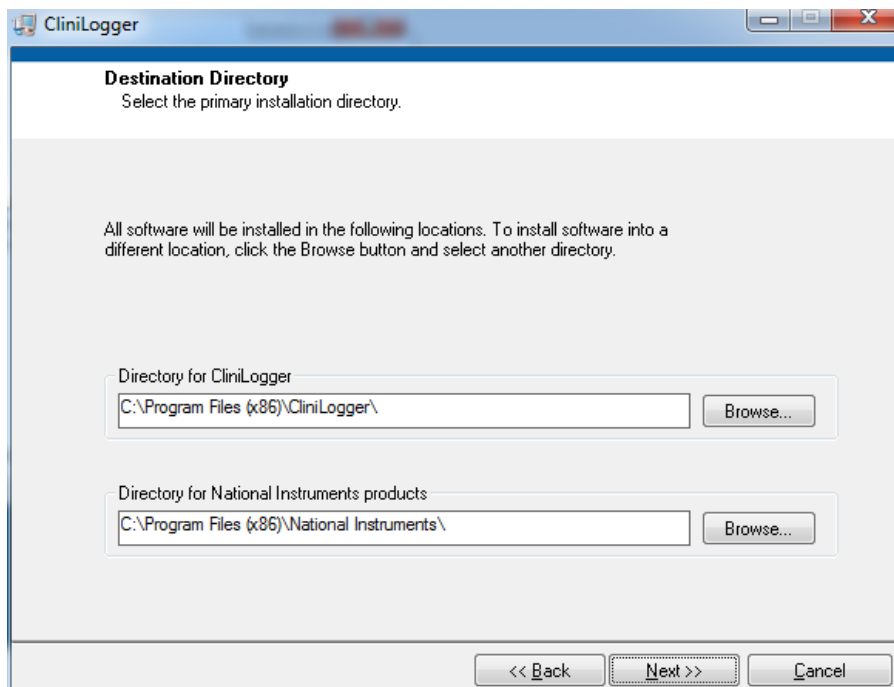 CliniLogger
Destination Directory
Select the primary installation directory.
All software will be installed in the following locations. To install software into a
different location, click the Browse button and select another directory.
Directory for CliniLogger
C:\Program Files (x86)\CliniLogger\
Browse...
Directory for National Instruments products
C:\Program Files (x86)\National Instruments\
Browse...
<< Back
Next >>
Cancel